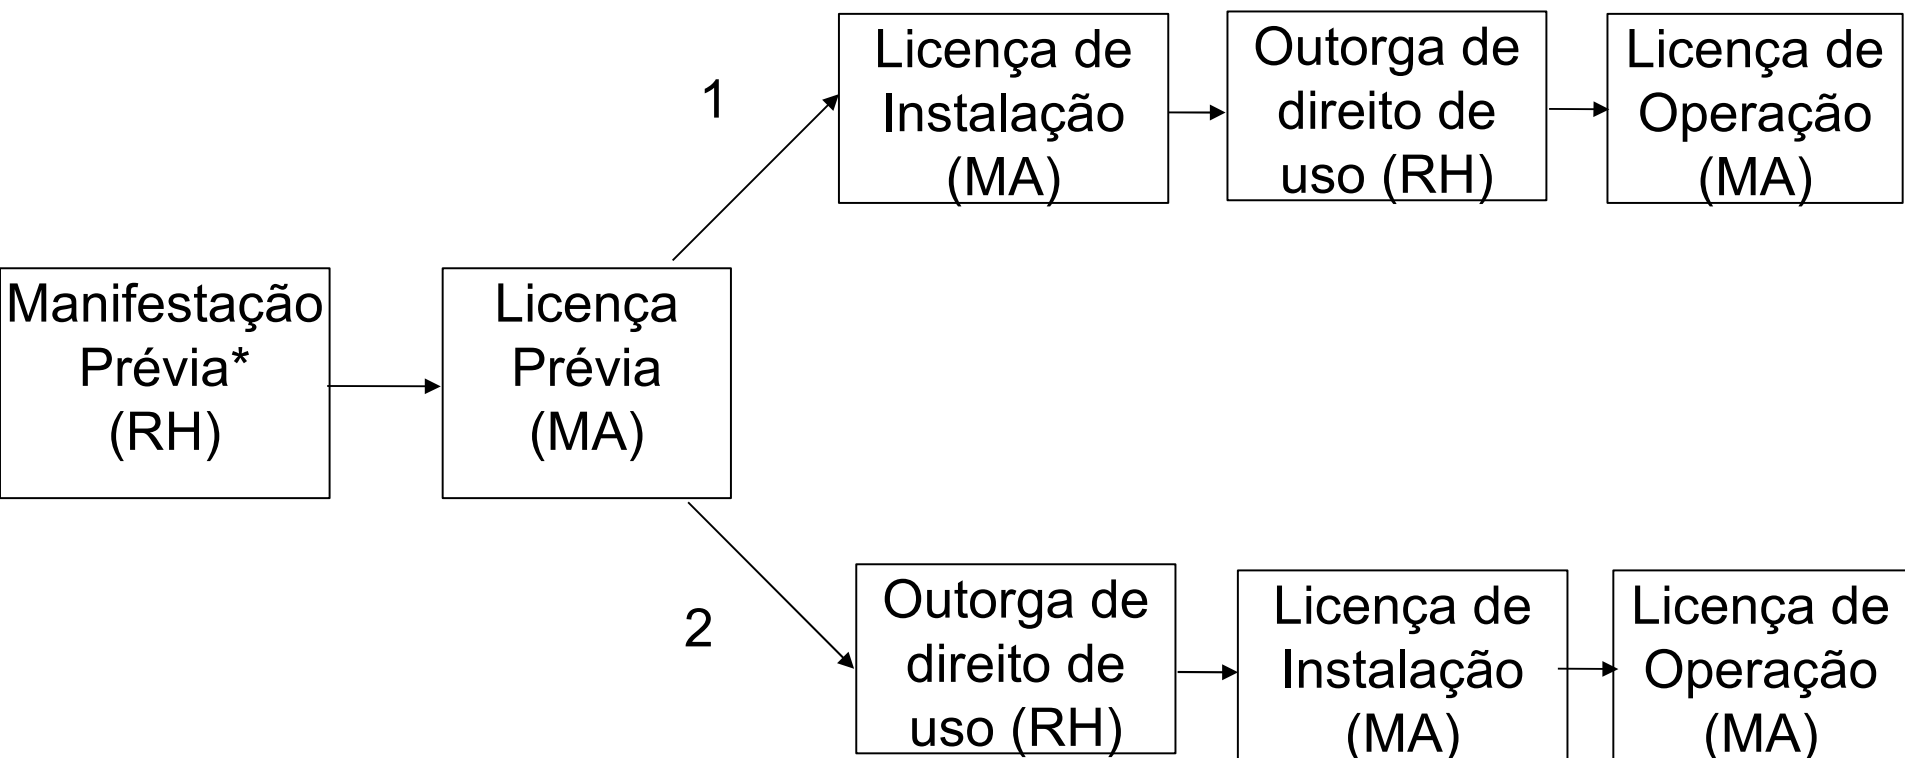 1
Licença de
Instalação
(MA)
Outorga de
direito de
uso (RH)
Licença de
Operação
(MA)
Manifestação
Prévia*
(RH)
Licença
Prévia
(MA)
2
Outorga de
direito de
uso (RH)
Licença de
Instalação
(MA)
Licença de
Operação
(MA)